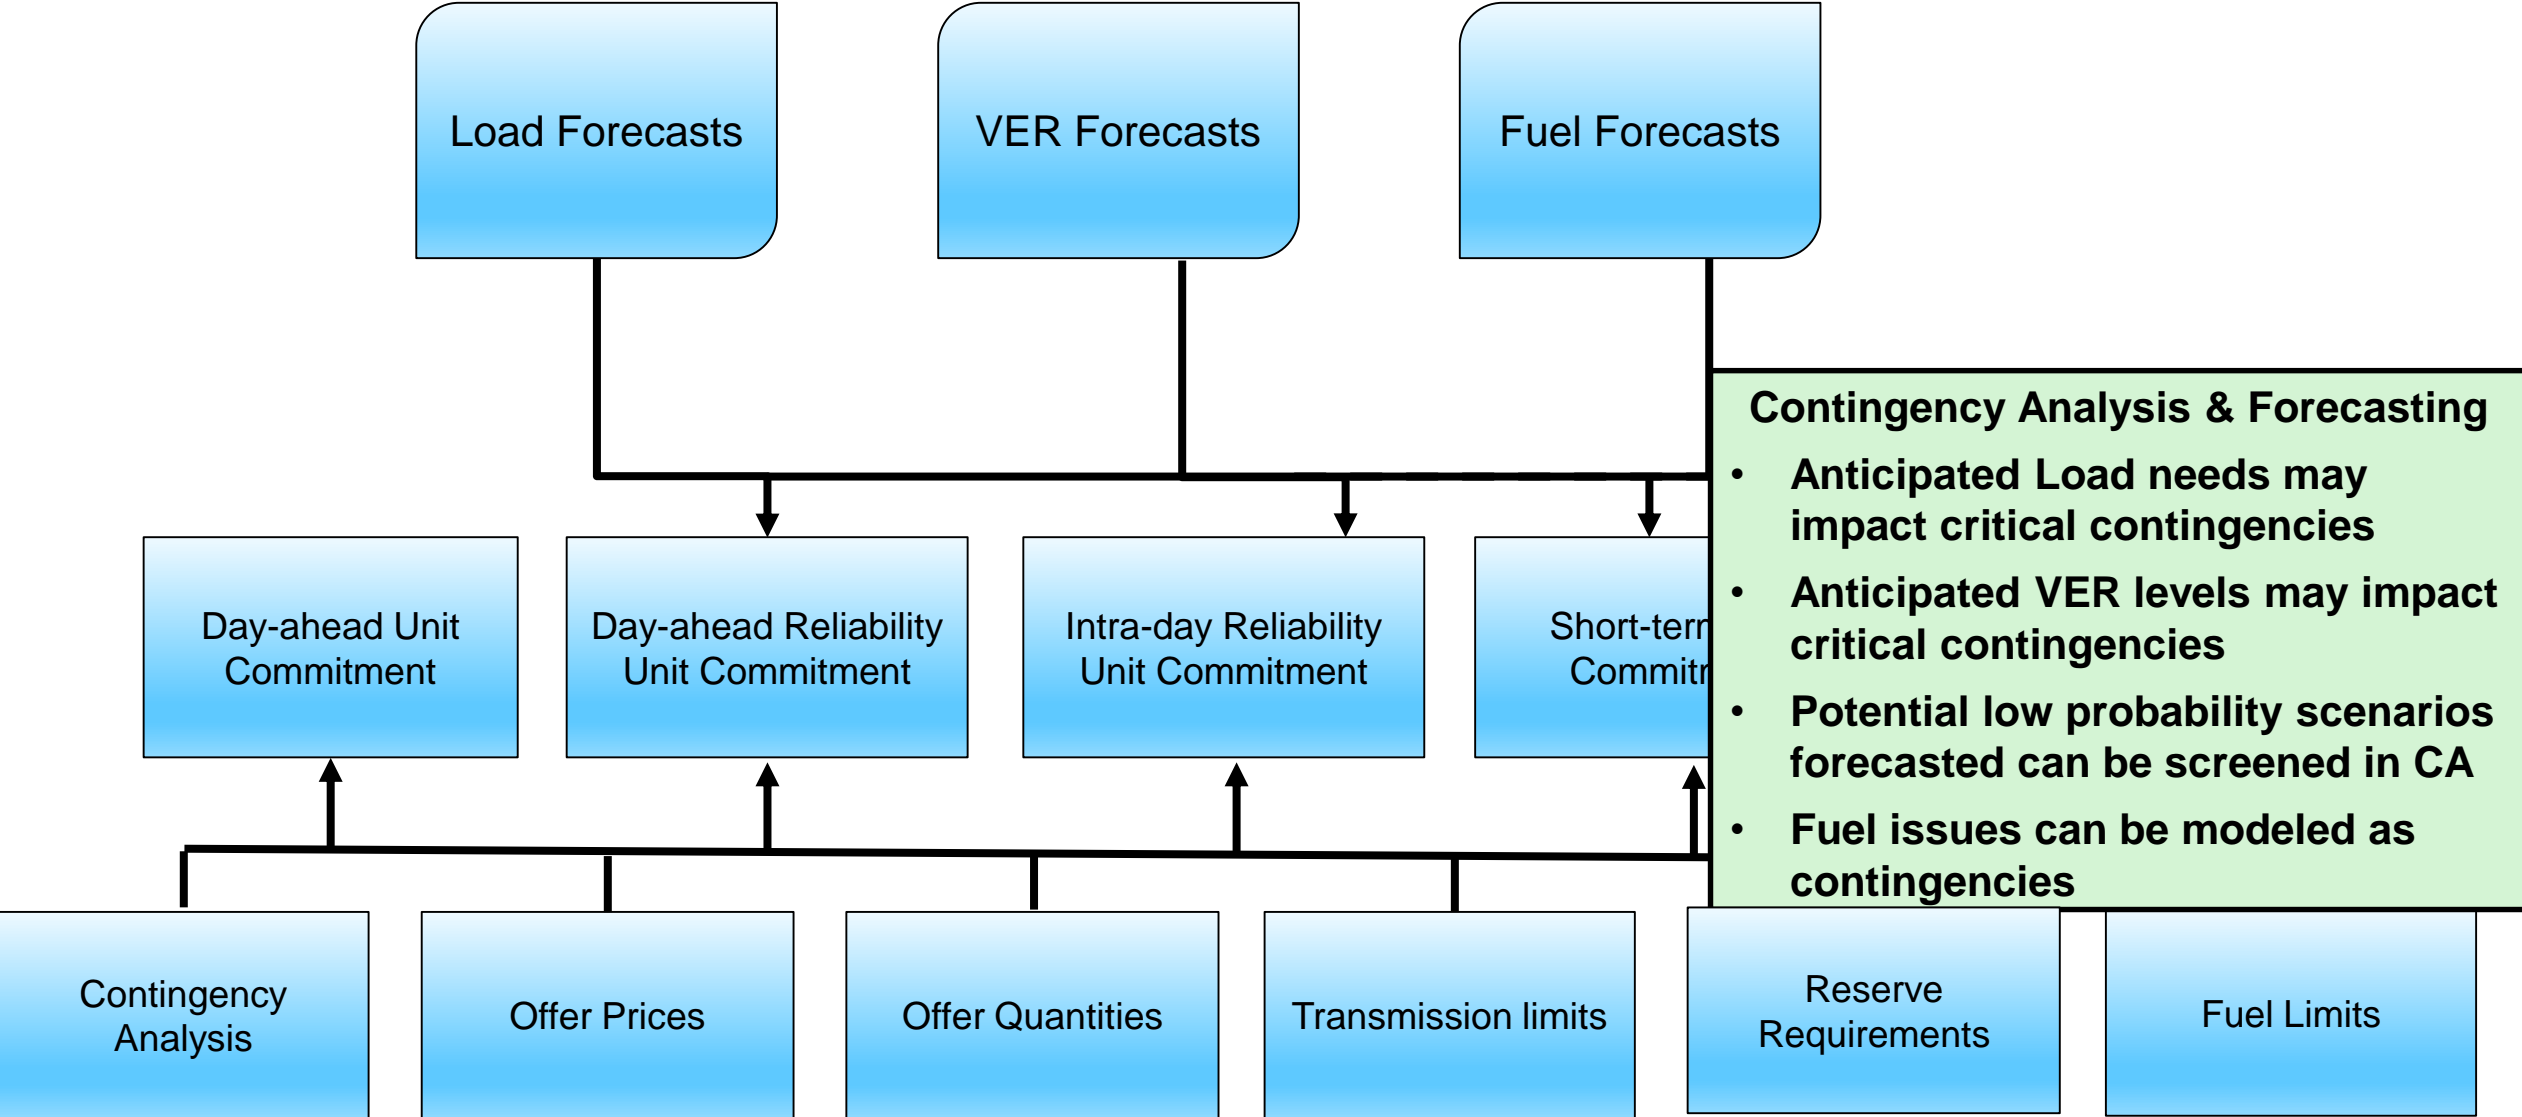 Load Forecasts
VER Forecasts
Fuel Forecasts
Contingency Analysis & Forecasting
• Anticipated Load needs may
impact critical contingencies
• Anticipated VER levels may impact
critical contingencies
• Potential low probability scenarios
forecasted can be screened in CA
• Fuel issues can be modeled as
contingencies
Day-ahead Unit
Commitment
Day-ahead Reliability
Unit Commitment
Intra-day Reliability
Unit Commitment
Contingency
Analysis
Offer Prices
Offer Quantities
Transmission limits
Reserve
Requirements
Fuel Limits